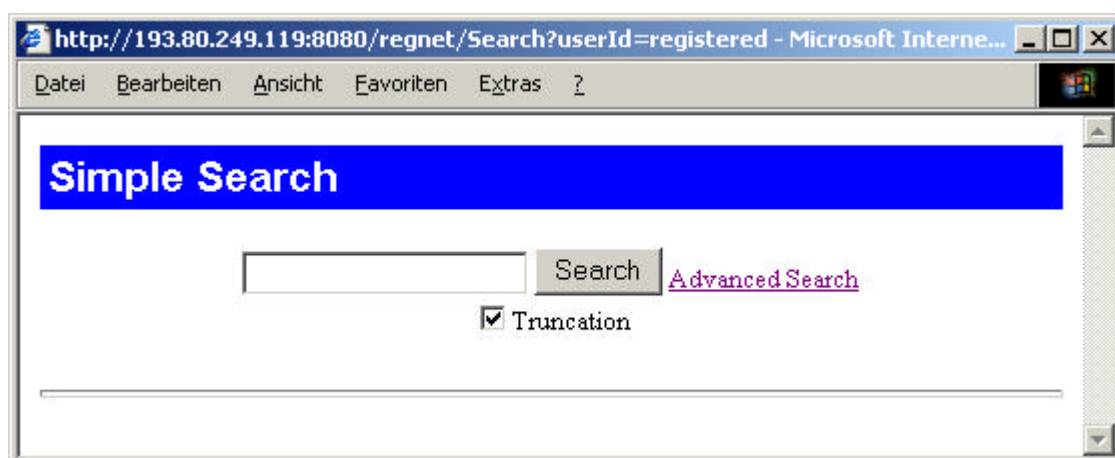 http://193.80.249.119:8080/regnet/Search?userId=registered - Microsoft Interne...
Datei Bearbeiten Ansicht Favoriten Extras ?
Simple Search
Search Advanced Search
Truncation